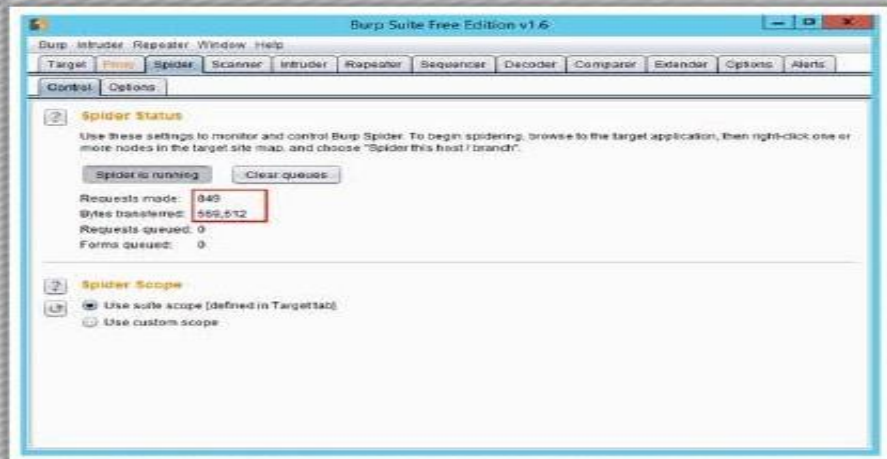 Burp Suite Free Edition v1.6
Burp Intruder Repeater Window Help
Target Proxy Spider Scanner Intruder Repeater Sequencer Decoder Comparer Extender Options Alerts
Control Options
? Spider Status
Use these settings to monitor and control Burp Spider. To begin spidering, browse to the target application, then right-click one or
more nodes in the target site map, and choose "Spider this host / branch".
Spider is running Clear queues
Requests made: 849
Bytes transferred:
Requests queued: 0
Forms queued: 0
? Spider Scope
Use suite scope [defined in Target tab]
Use custom scope